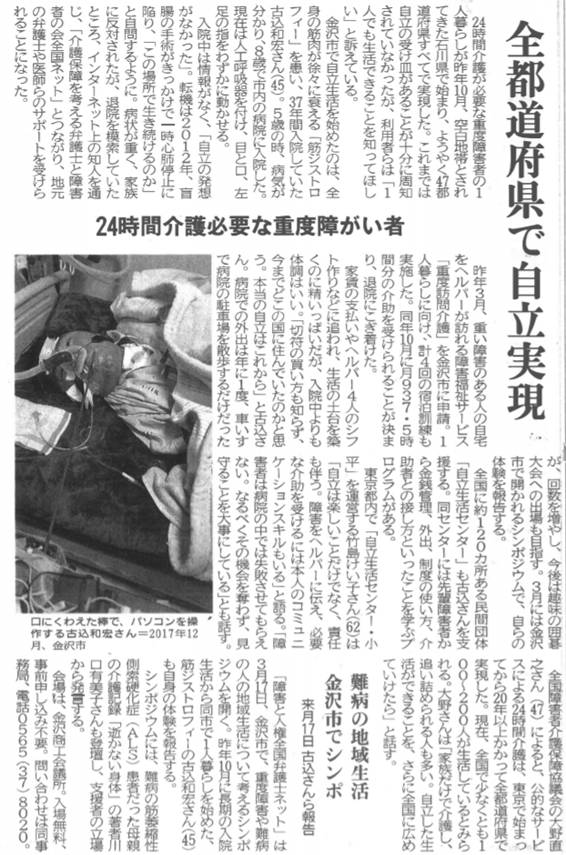 全都道府県で自立実現
24時間介護必要な重度障がい者
24時間介護が必要な重度障害者の1
人暮らしが昨年10月、空白地帯とされ
てきた石川県で始まり、ようやく47都
道府県すべてで実現した。これまでは
自立の受け皿があることが十分に周知
されていなかったが、利用者らは「1
人でも生活できることを知ってほし
い」と訴えている。
金沢市で自立生活を始めたのは、全
身の筋肉が徐々に衰える「筋ジストロ
フィー」を患い、37年間入院していた
古込和宏さん(45)。5歳の時、病気が
分かり、8歳で市内の病院に入院した。
現在は人工呼吸器を付け、目と口、左
足の指をわずかに動かせる。
入院中は情報がなく、「自立の発想
がなかった」。転機は2012年、盲
腸の手術がきっかけで一時心肺停止に
陥り、「この場所で生き続けるのか」
と自問するように。病状が重く、家族
に反対されたが、退院を模索していた
ところ、インターネット上の知人を通
じ、「介護保障を考える弁護士と障害
者の会全国ネット」とつながり、地元
の弁護士や医師らのサポートを受けら
れることになった。
昨年3月、重い障害のある人の自宅
をヘルパーが訪れる障害福祉サービス
「重度訪問介護」を金沢市に申請。1
人暮らしに向け、計4回の宿泊訓練も
実施した。同年10月に月937・5時
間分の介助を受けられることが決ま
り、退院にこぎ着けた。
家賃の支払いやヘルパー4人のシフ
ト作りなどに追われ、生活の土台を築
くのに精いっぱいだが、入院中よりも
体調はいい。「切符の買い方も知らず、
今までどこの国に住んでいたのかと思
う。本当の自立はこれから」と古込さ
ん。病院での外出は年に1度、車いす
で病院の駐車場を散歩するだけだった
が、回数を増やし、今後は趣味の囲碁
大会への出場も目指す。3月には金沢
市で開かれるシンポジウムで、自らの
体験を報告する。
全国に約120カ所ある民間団体
「自立生活センター」も古込さんを支
援する。同センターには先輩障害者か
ら金銭管理、外出、制度の使い方、介
助者との接し方といったことを学ぶプ
ログラムがある。
東京都内で「自立生活センター・小
平」を運営する竹島けい子さん(62)は
「自立は楽しいことだけでなく、責任
も伴う。障害をヘルパーに伝え、必要
な介助を受けるには本人のコミュニ
ケーションスキルもいる」と語る。「障
害者は病院の中では失敗させてもらえ
ない。なるべくその機会を奪わず、見
守ることを大事にしている」とも話す。
口にくわえた棒で、パソコンを操
作する古込和宏さん=2017年12
月、金沢市
全国障害者介護保障協議会の大野直
之さん(47)によると、公的なサービ
スによる24時間介護は、東京で始まっ
てから20年以上かかって全都道府県で
実現した。現在、全国で少なくとも1
00〜200人が生活しているとみら
れる。大野さんは「家族だけで介護し、
追い詰められる人も多い。自立した生
活ができることを、さらに全国に広め
ていけたら」と話す。
難病の地域生活
金沢市でシンポ
来月17日 古込さんら報告
「障害と人権全国弁護士ネット」は
3月17日、金沢市で、重度障害や難病
の人の地域生活について考えるシンポ
ジウムを開く。昨年10月に長期の入院
生活から同市で1人暮らしを始めた、
筋ジストロフィーの古込和宏さん(45)
も自身の体験を報告する。
シンポジウムには、難病の筋萎縮性
側索硬化症(ALS)患者だった母親
の介護記録「逝かない身体」の著者川
口有美子さんも登壇し、支援者の立場
から発言する。
会場は、金沢商工会議所。入場無料、
事前申し込み不要。問い合わせは同事
務局、電話0565(37)8020。